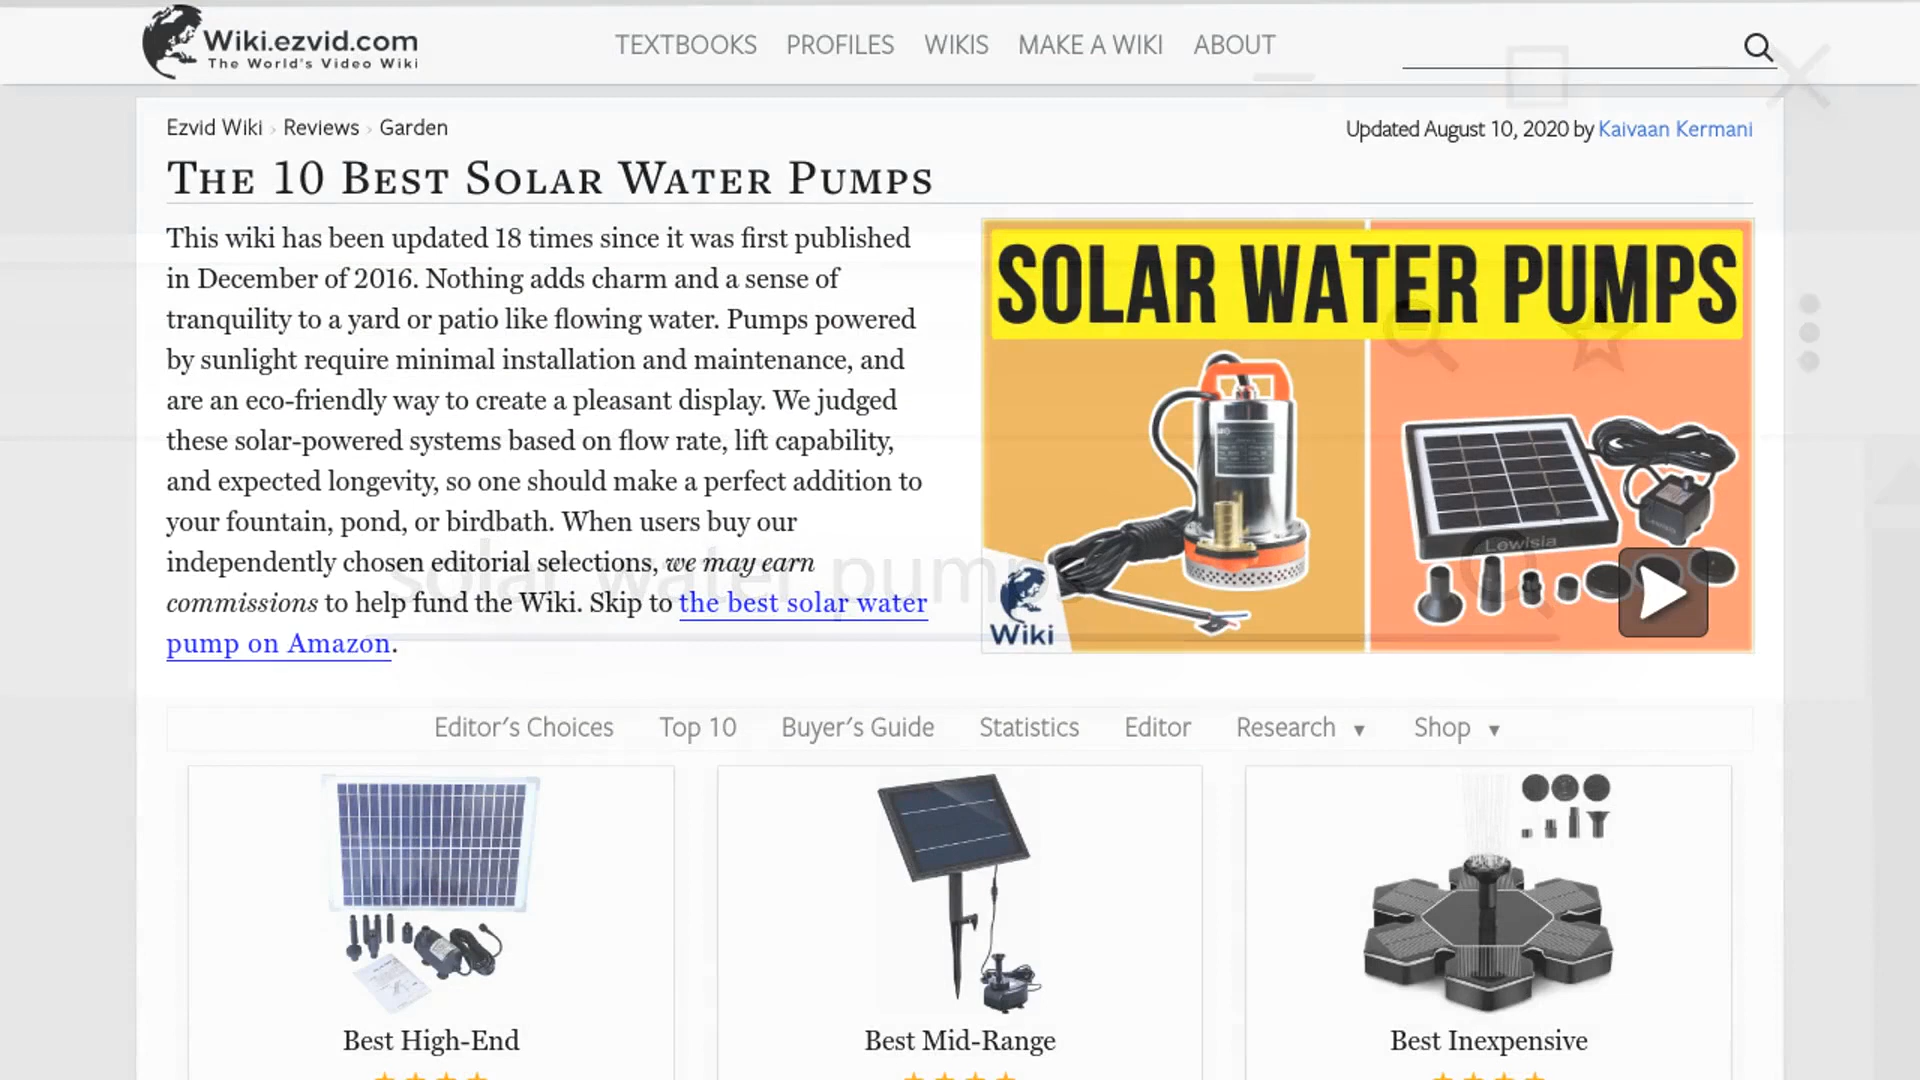 Wiki.ezvid.com
The World's Video Wiki
TEXTBOOKS PROFILES WIKIS MAKE A WIKI ABOUT
Ezvid Wiki › Reviews › Garden
Updated August 10, 2020 by Kaivaan Kermani
The 10 Best Solar Water Pumps
This wiki has been updated 18 times since it was first published
in December of 2016. Nothing adds charm and a sense of
tranquility to a yard or patio like flowing water. Pumps powered
by sunlight require minimal installation and maintenance, and
are an eco-friendly way to create a pleasant display. We judged
these solar-powered systems based on flow rate, lift capability,
and expected longevity, so one should make a perfect addition to
your fountain, pond, or birdbath. When users buy our
independently chosen editorial selections, we may earn
commissions to help fund the Wiki. Skip to the best solar water
pump on Amazon.
SOLAR WATER PUMPS
Lewisia
Wiki
solar water pumps
Editor's Choices Top 10 Buyer's Guide Statistics Editor Research ▼ Shop ▼
Best High-End
Best Mid-Range
Best Inexpensive